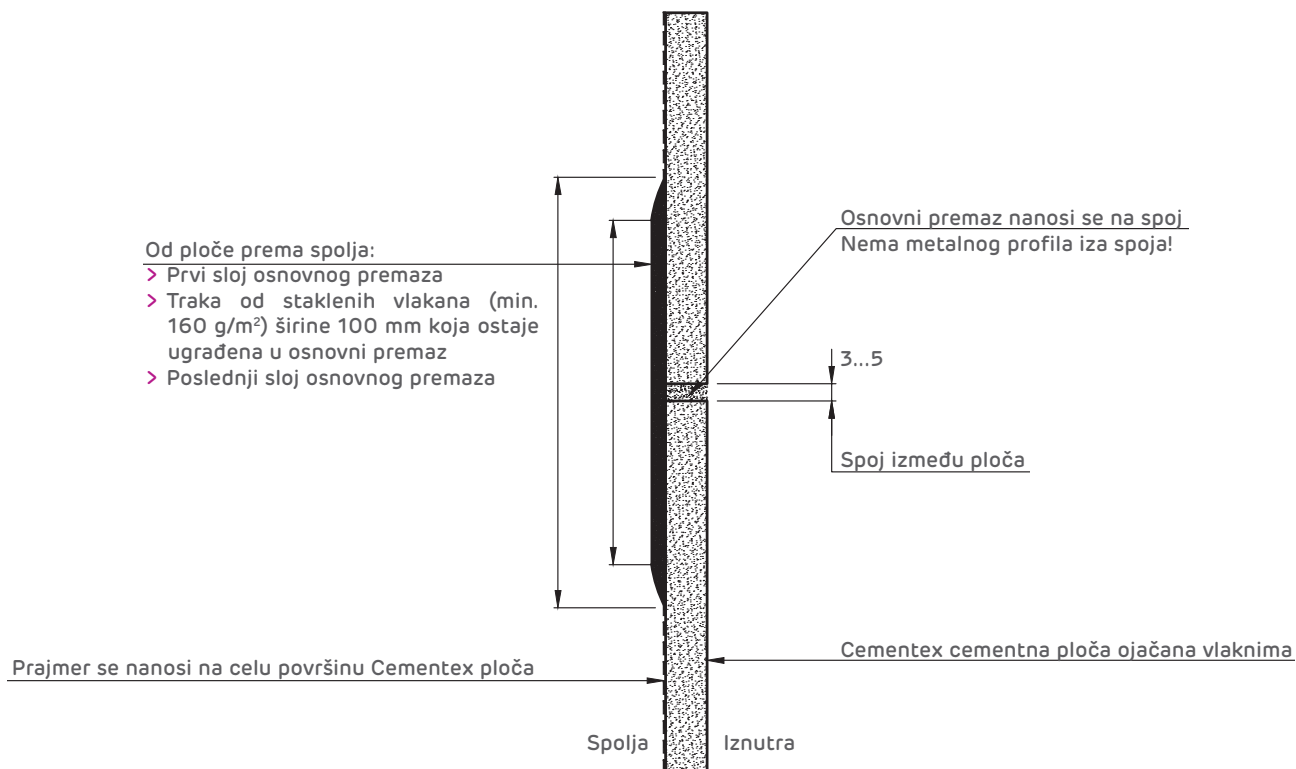 Od ploče prema spolja:
> Prvi sloj osnovnog premaza
> Traka od staklenih vlakana (min.
160 g/m²) širine 100 mm koja ostaje
ugrađena u osnovni premaz
> Poslednji sloj osnovnog premaza
Osnovni premaz nanosi se na spoj
Nema metalnog profila iza spoja!
3...5
Spoj između ploča
Prajmer se nanosi na celu površinu Cementex ploča
Cementex cementna ploča ojačana vlaknima
Spolja
Iznutra